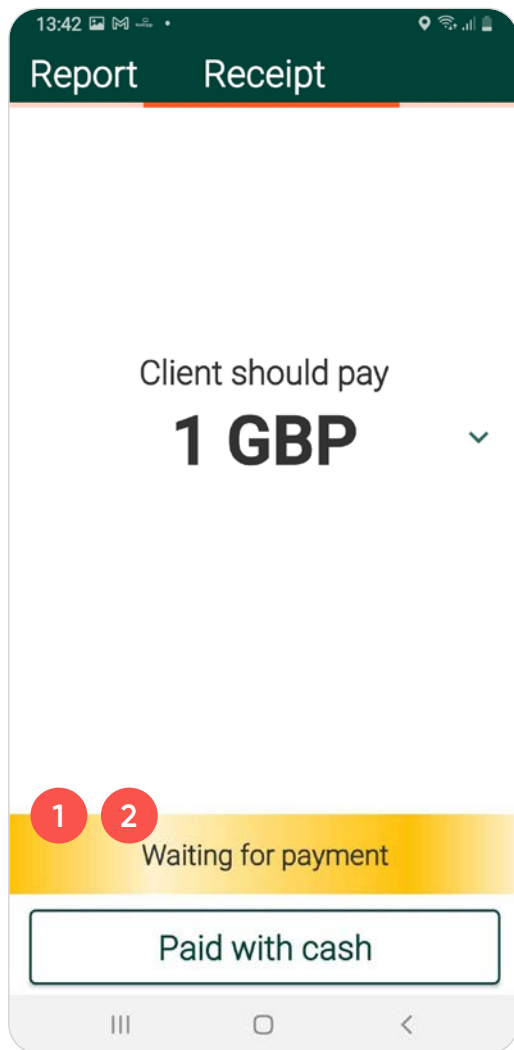 13:42
Report Receipt
Client should pay
1 GBP
1 2
Waiting for payment
Paid with cash